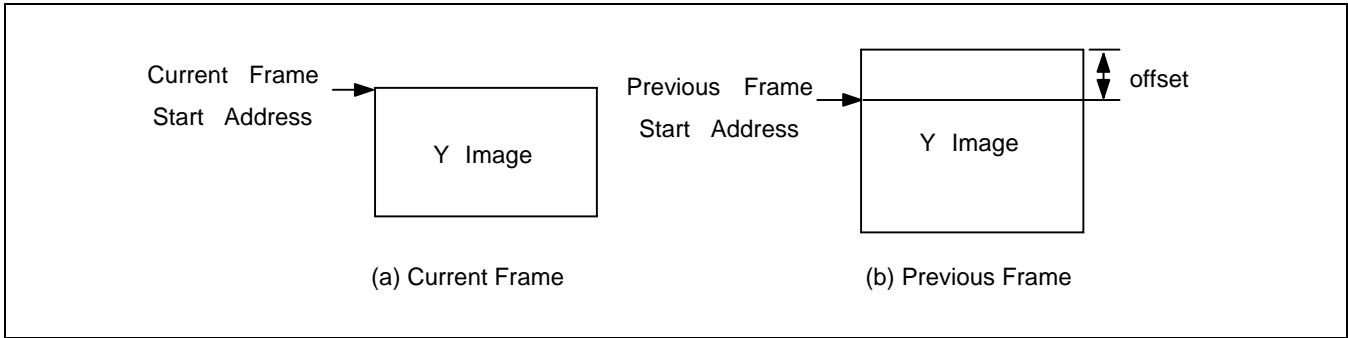 Current Frame
Start Address
Y Image
(a) Current Frame
Previous Frame
Start Address
Y Image
offset
(b) Previous Frame